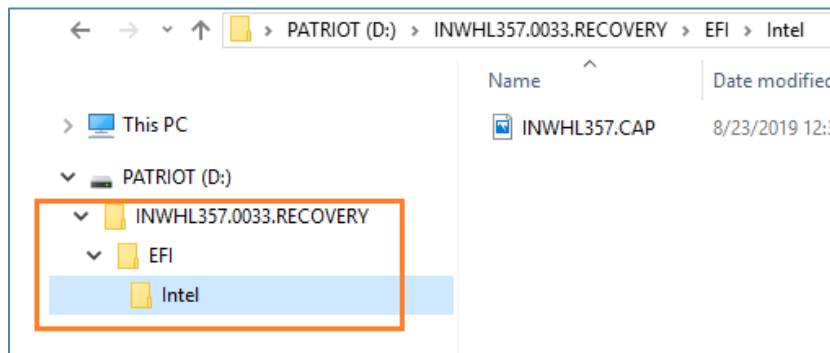 PATRIOT (D:) > INWHL357.0033.RECOVERY > EFI > Intel
Name Date modified
This PC
INWHL357.CAP 8/23/2019 12:
PATRIOT (D:)
INWHL357.0033.RECOVERY
EFI
Intel